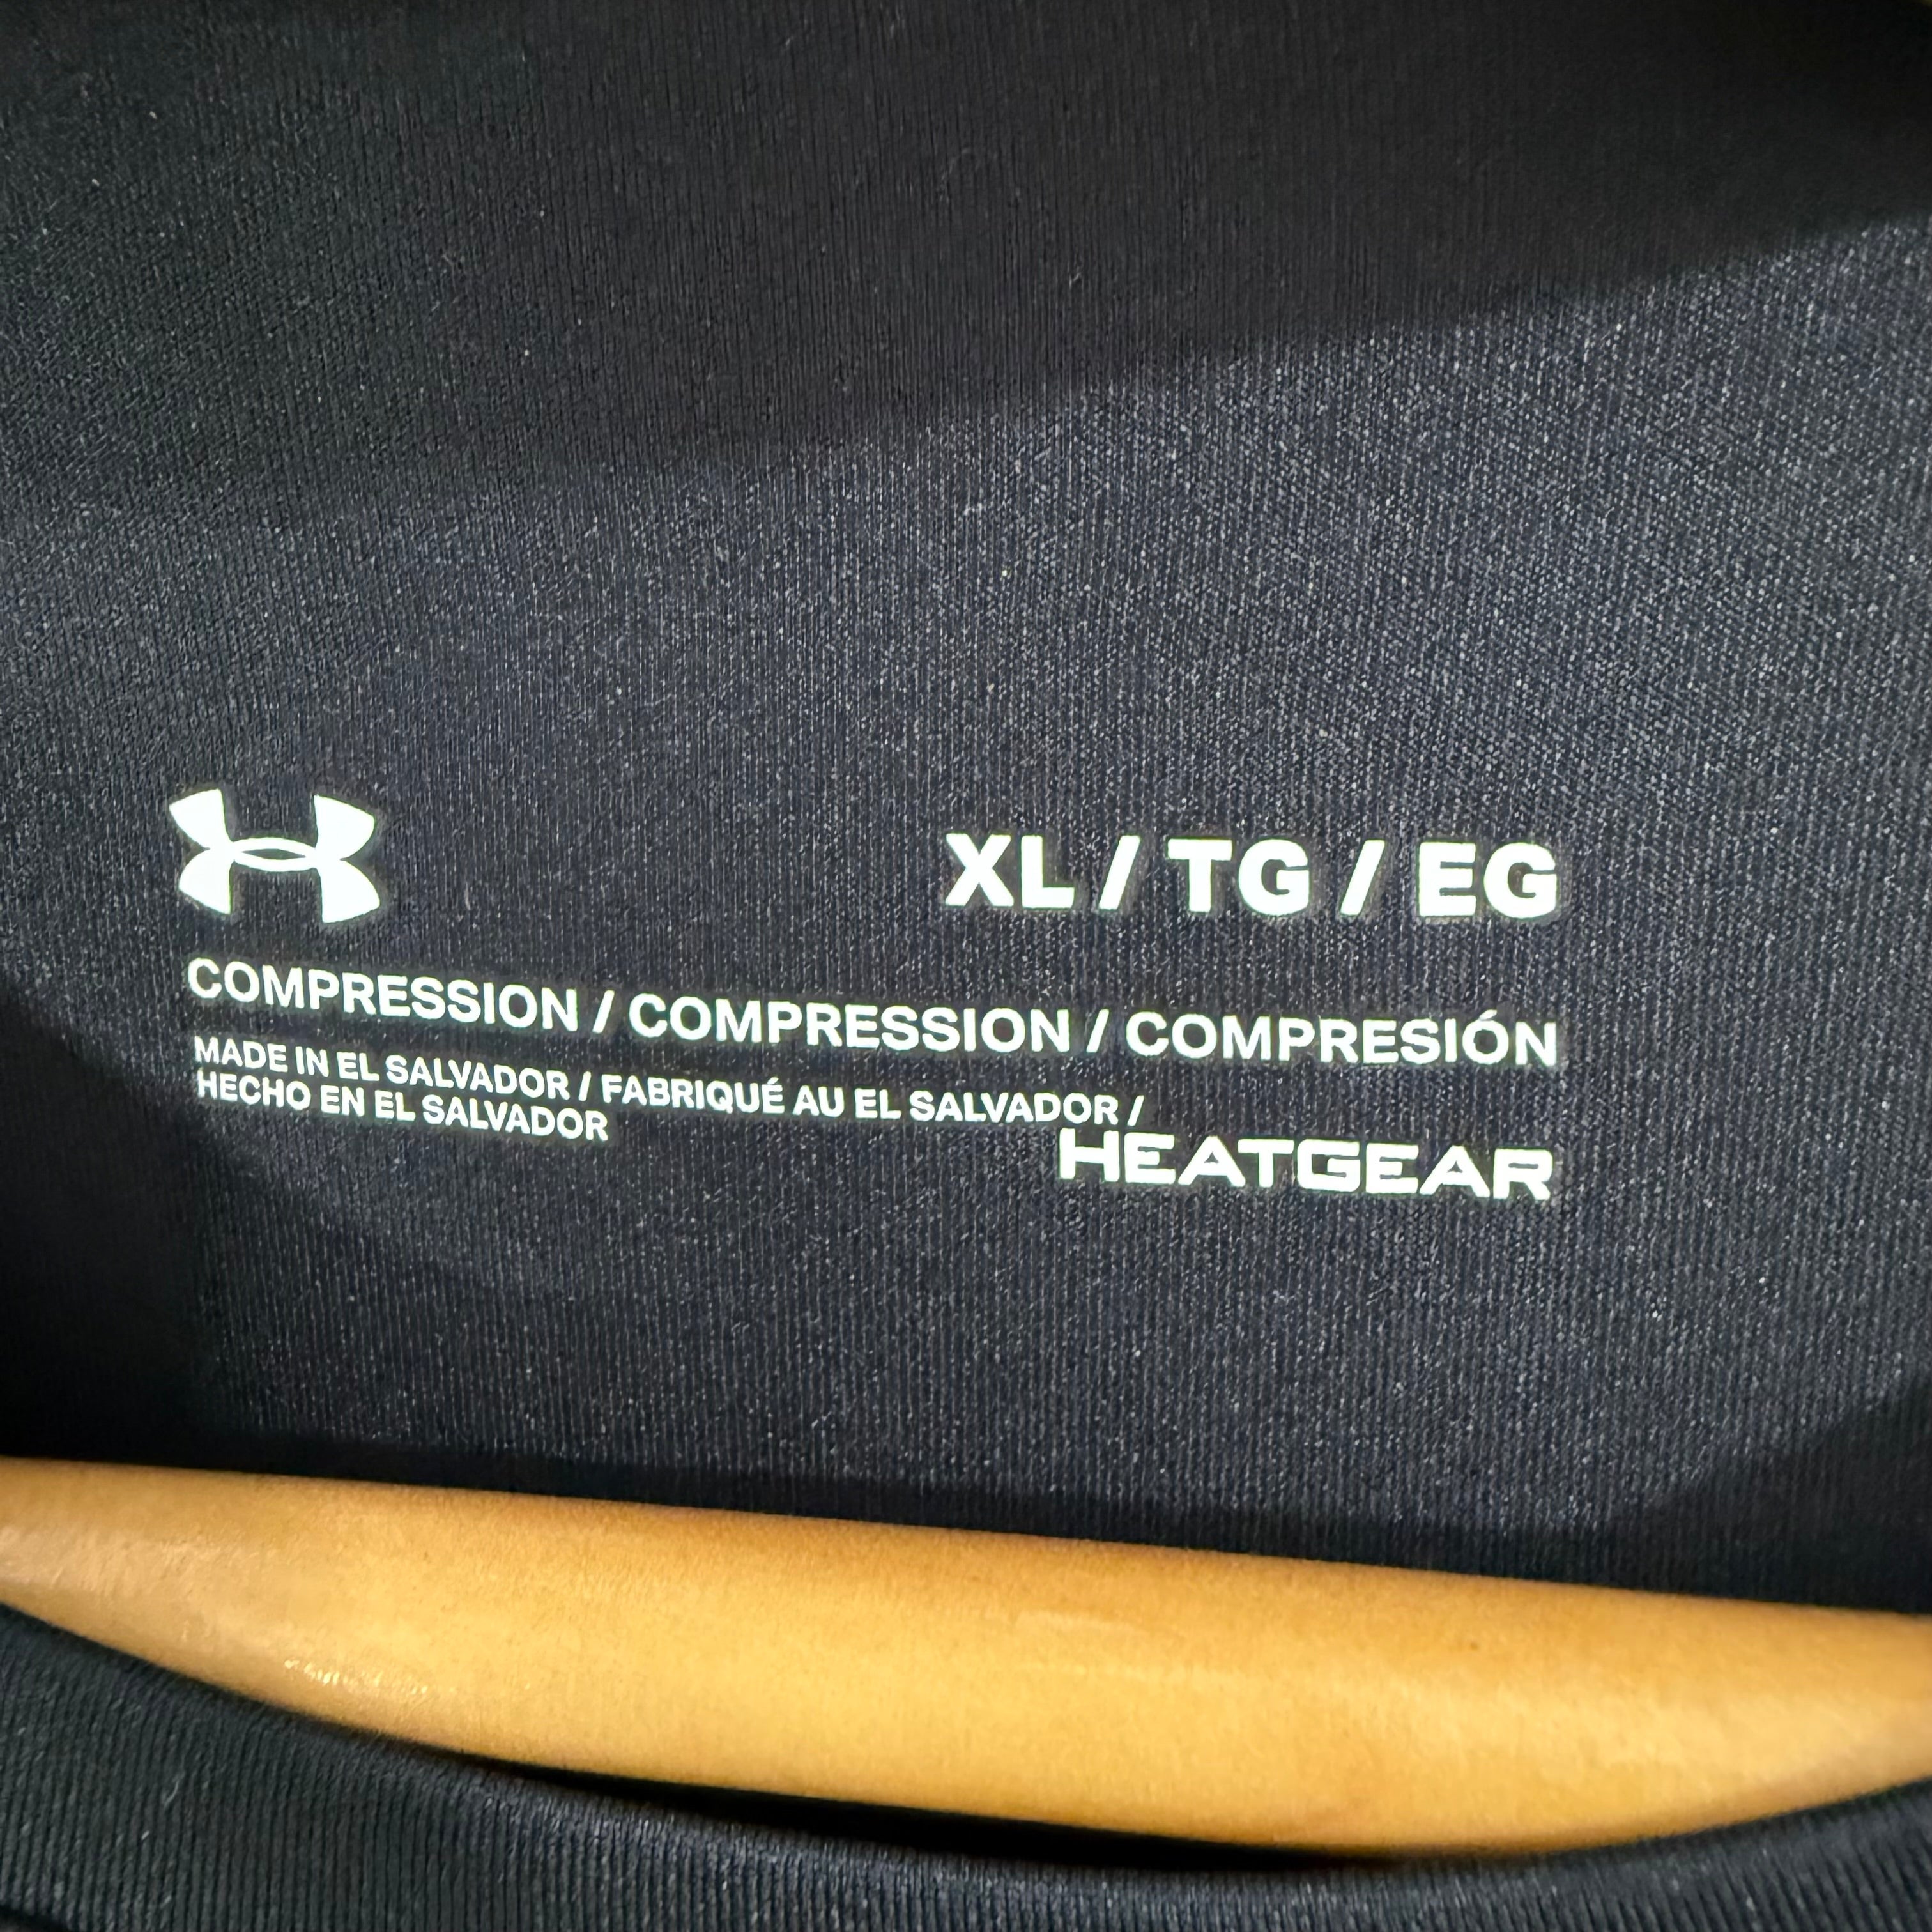 XL / TG / EG
COMPRESSION / COMPRESSION / COMPRESIÓN
MADE IN EL SALVADOR / FABRIQUÉ AU EL SALVADOR /
HECHO EN EL SALVADOR
HEATGEAR